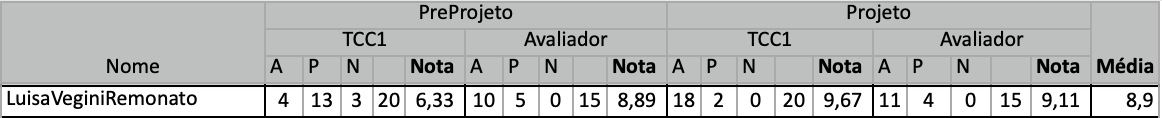 PreProjeto Projeto
TCC1 Avaliador TCC1 Avaliador
Nome A P N Nota A P N Nota A P N Nota A P N Nota Média
LuisaVeginiRemonato 4 13 3 20 6,33 10 5 0 15 8,89 18 2 0 20 9,67 11 4 0 15 9,11 8,9